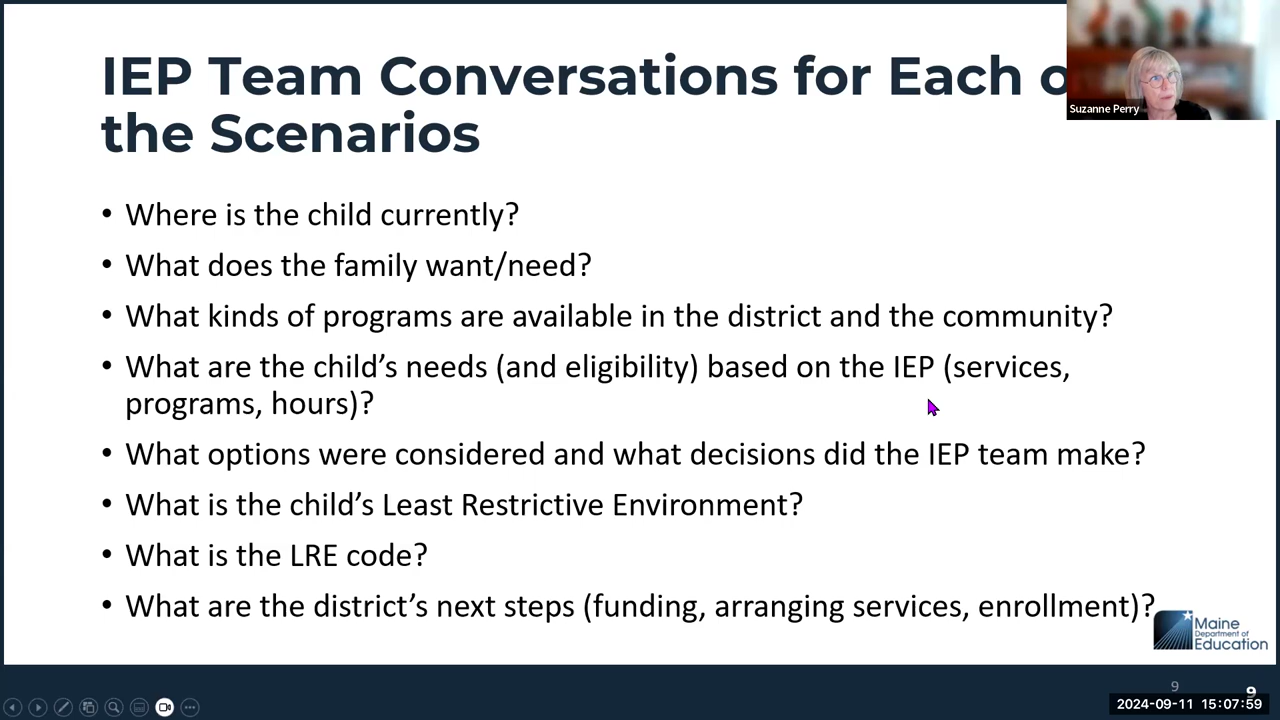 IEP Team Conversations for Each o
the Scenarios
Suzanne Perry
• Where is the child currently?
• What does the family want/need?
• What kinds of programs are available in the district and the community?
• What are the child’s needs (and eligibility) based on the IEP (services,
programs, hours)?
• What options were considered and what decisions did the IEP team make?
• What is the child’s Least Restrictive Environment?
• What is the LRE code?
• What are the district’s next steps (funding, arranging services, enrollment)?
Maine
Department of
Education
9
9
2024-09-11 15:07:59